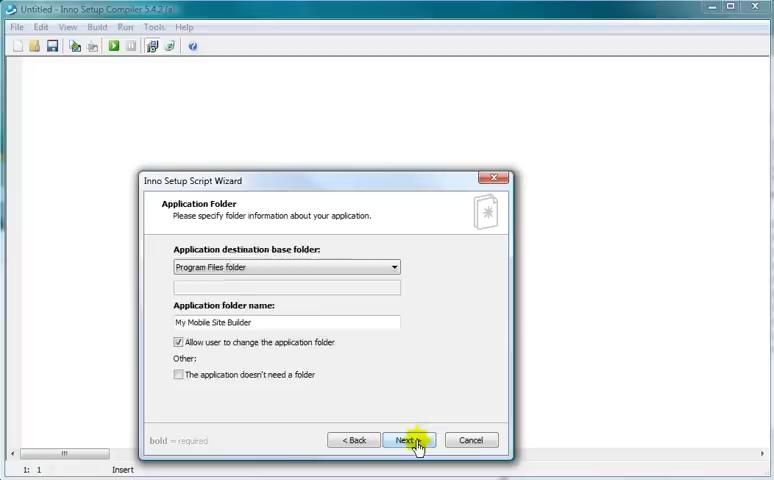 Untitled - Inno Setup Compiler 5.4.2 (a)
File Edit View Build Run Tools Help
Inno Setup Script Wizard
Application Folder
Please specify folder information about your application.
Application destination base folder:
Program Files folder
Application folder name:
My Mobile Site Builder
Allow user to change the application folder
Other:
The application doesn't need a folder
bold = required
< Back
Next
Cancel
1: 1 Insert